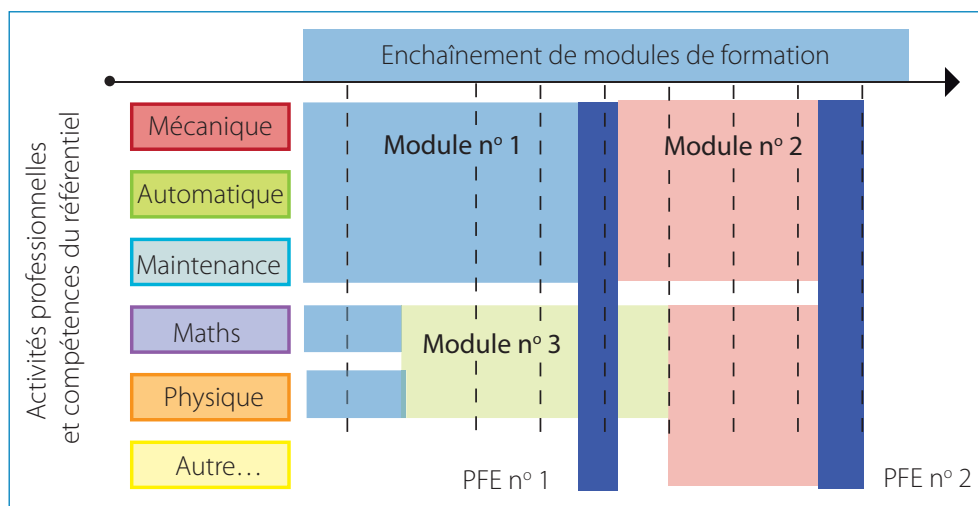 Enchaînement de modules de formation
Activités professionnelles
et compétences du référentiel
Mécanique
Automatique
Maintenance
Maths
Physique
Autre…
Module nº 1
Module nº 2
Module nº 3
PFE nº 1
PFE nº 2